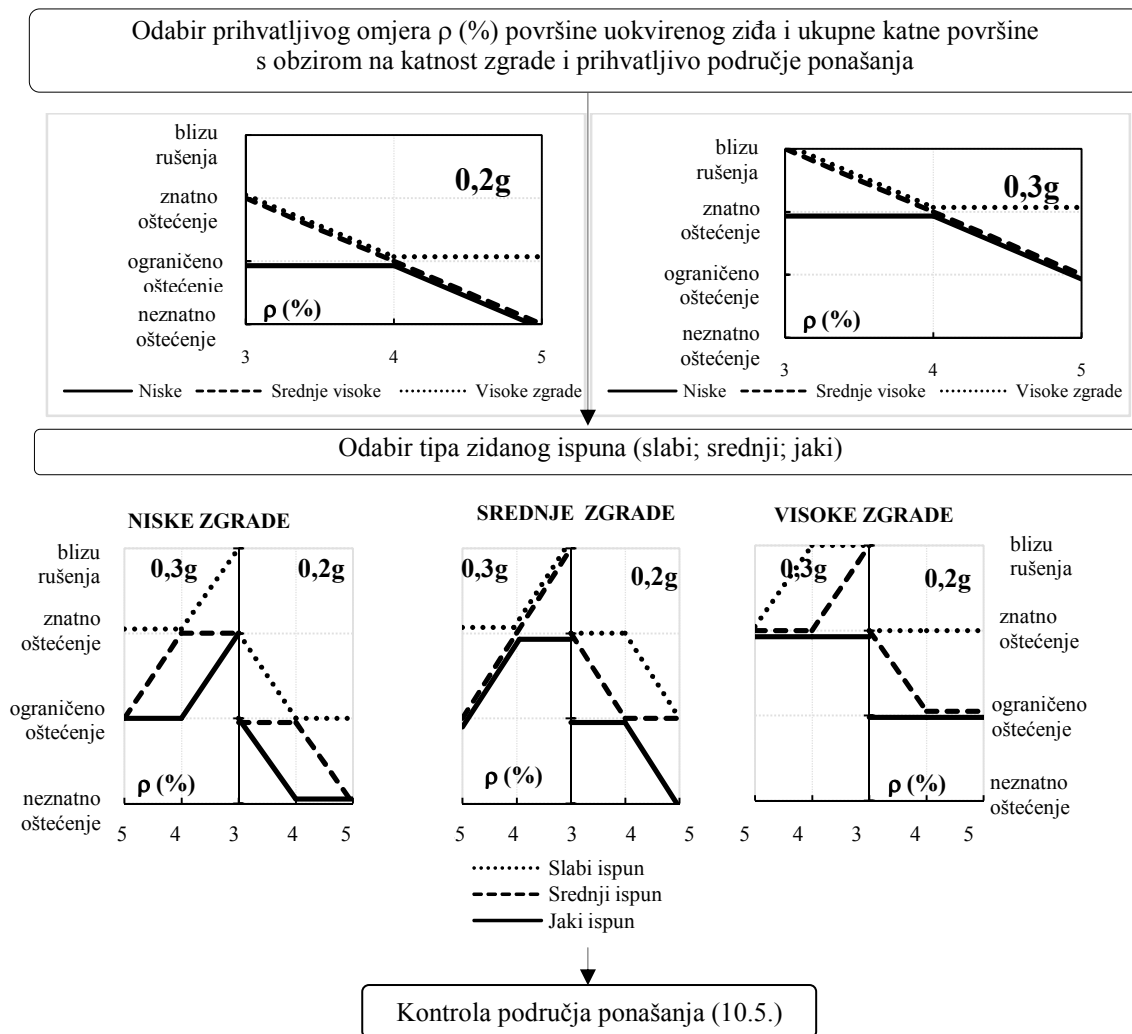 Odabir prihvatljivog omjera ρ (%) površine uokvirenog ziđa i ukupne katne površine
s obzirom na katnost zgrade i prihvatljivo područje ponašanja
blizu
rušenja
znatno
oštećenje
ograničeno
oštećenje
neznatno
oštećenje
0,2g
ρ (%)
3 4 5
Niske Srednje visoke Visoke zgrade
blizu
rušenja
znatno
oštećenje
ograničeno
oštećenje
neznatno
oštećenje
0,3g
ρ (%)
3 4 5
Niske Srednje visoke Visoke zgrade
Odabir tipa zidanog ispuna (slabi; srednji; jaki)
NISKE ZGRADE
blizu
rušenja
znatno
oštećenje
ograničeno
oštećenje
neznatno
oštećenje
0,3g 0,2g
ρ (%)
5 4 3 4 5
SREDNJE ZGRADE
0,3g 0,2g
ρ (%)
5 4 3 4 5
VISOKE ZGRADE
0,3g 0,2g
ρ (%)
5 4 3 4 5
blizu
rušenja
znatno
oštećenje
ograničeno
oštećenje
neznatno
oštećenje
Slabi ispun
Srednji ispun
Jaki ispun
Kontrola područja ponašanja (10.5.)